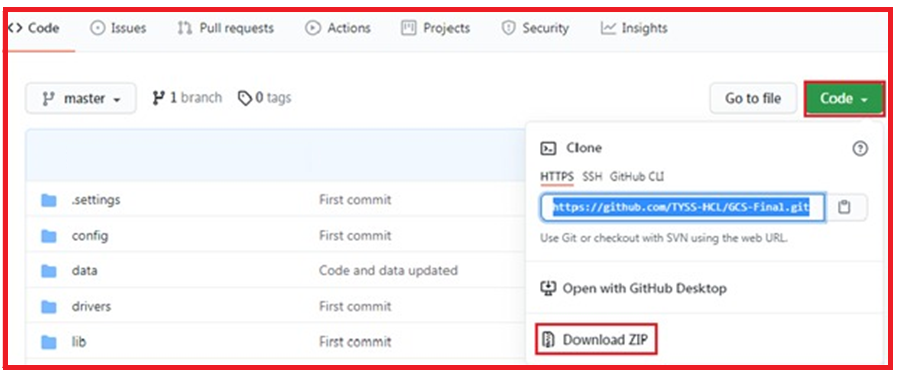 <> Code Issues Pull requests Actions Projects Security Insights
master 1 branch 0 tags Go to file Code
Clone
HTTPS SSH GitHub CLI
https://github.com/TYSS-HCL/GCS-Final.git
Use Git or checkout with SVN using the web URL.
Open with GitHub Desktop
Download ZIP
.settings First commit
config First commit
data Code and data updated
drivers First commit
lib First commit